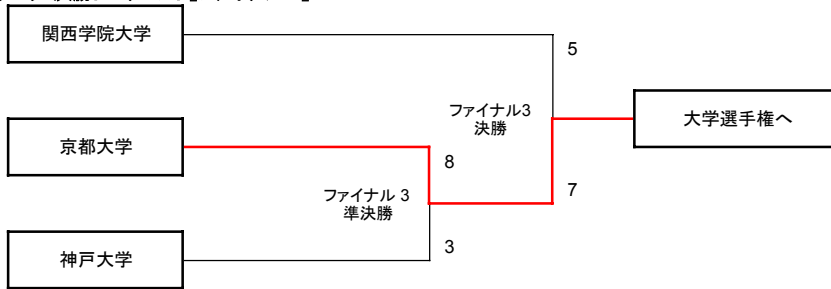 関西学院大学
5
ファイナル3
決勝
大学選手権へ
京都大学
8
7
ファイナル 3
準決勝
神戸大学
3